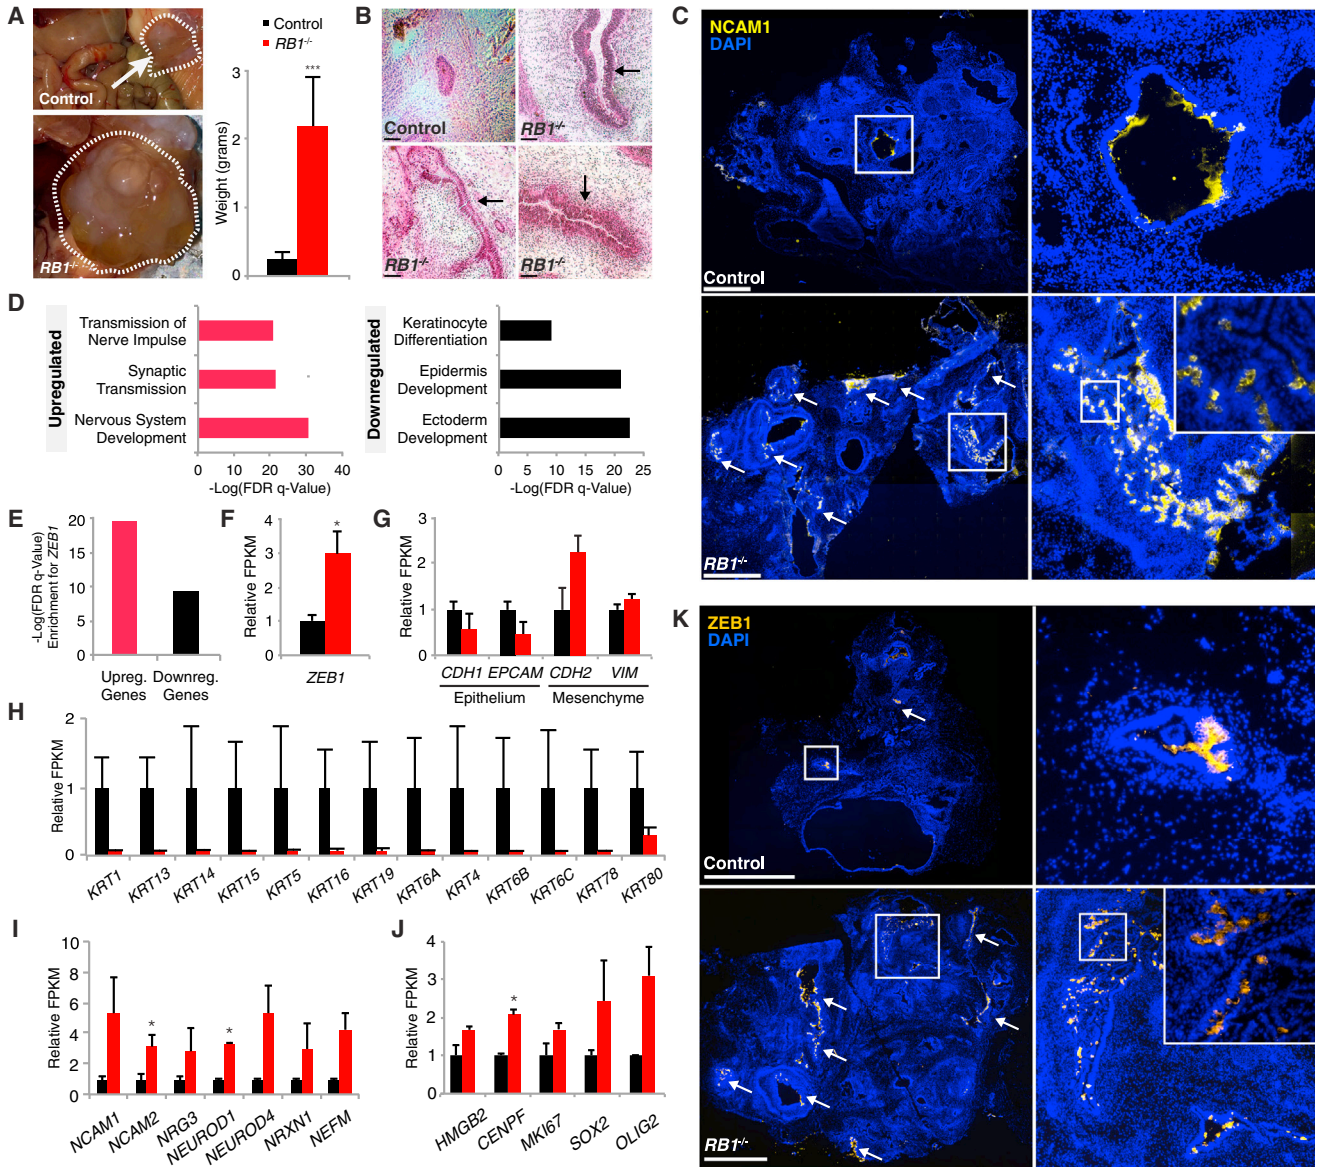 A
Control
RB1-/-
Control
RB1-/-
Weight (grams)
3
2
1
0
***
B
Control
RB1-/-
RB1-/-
RB1-/-
C
NCAM1
DAPI
Control
RB1-/-
D
Upregulated
Transmission of
Nerve Impulse
Synaptic
Transmission
Nervous System
Development
0 10 20 30 40
-Log(FDR q-Value)
Downregulated
Keratinocyte
Differentiation
Epidermis
Development
Ectoderm
Development
0 5 10 15 20 25
-Log(FDR q-Value)
E
-Log(FDR q-Value)
Enrichment for ZEB1
20
15
10
5
0
Upreg. Downreg.
Genes Genes
F
Relative FPKM
4
3
2
1
0
*
ZEB1
G
Relative FPKM
3
2
1
0
CDH1 EPCAM CDH2 VIM
Epithelium Mesenchyme
H
Relative FPKM
2
1
0
KRT1 KRT13 KRT14 KRT15 KRT5 KRT16 KRT19 KRT6A KRT4 KRT6B KRT6C KRT78 KRT80
I
Relative FPKM
10
8
6
4
2
0
* *
NCAM1 NCAM2 NRG3 NEUROD1 NEUROD4 NRXN1 NEFM
J
Relative FPKM
4
3
2
1
0
*
HMGB2 CENPF MKI67 SOX2 OLIG2
K
ZEB1
DAPI
Control
RB1-/-